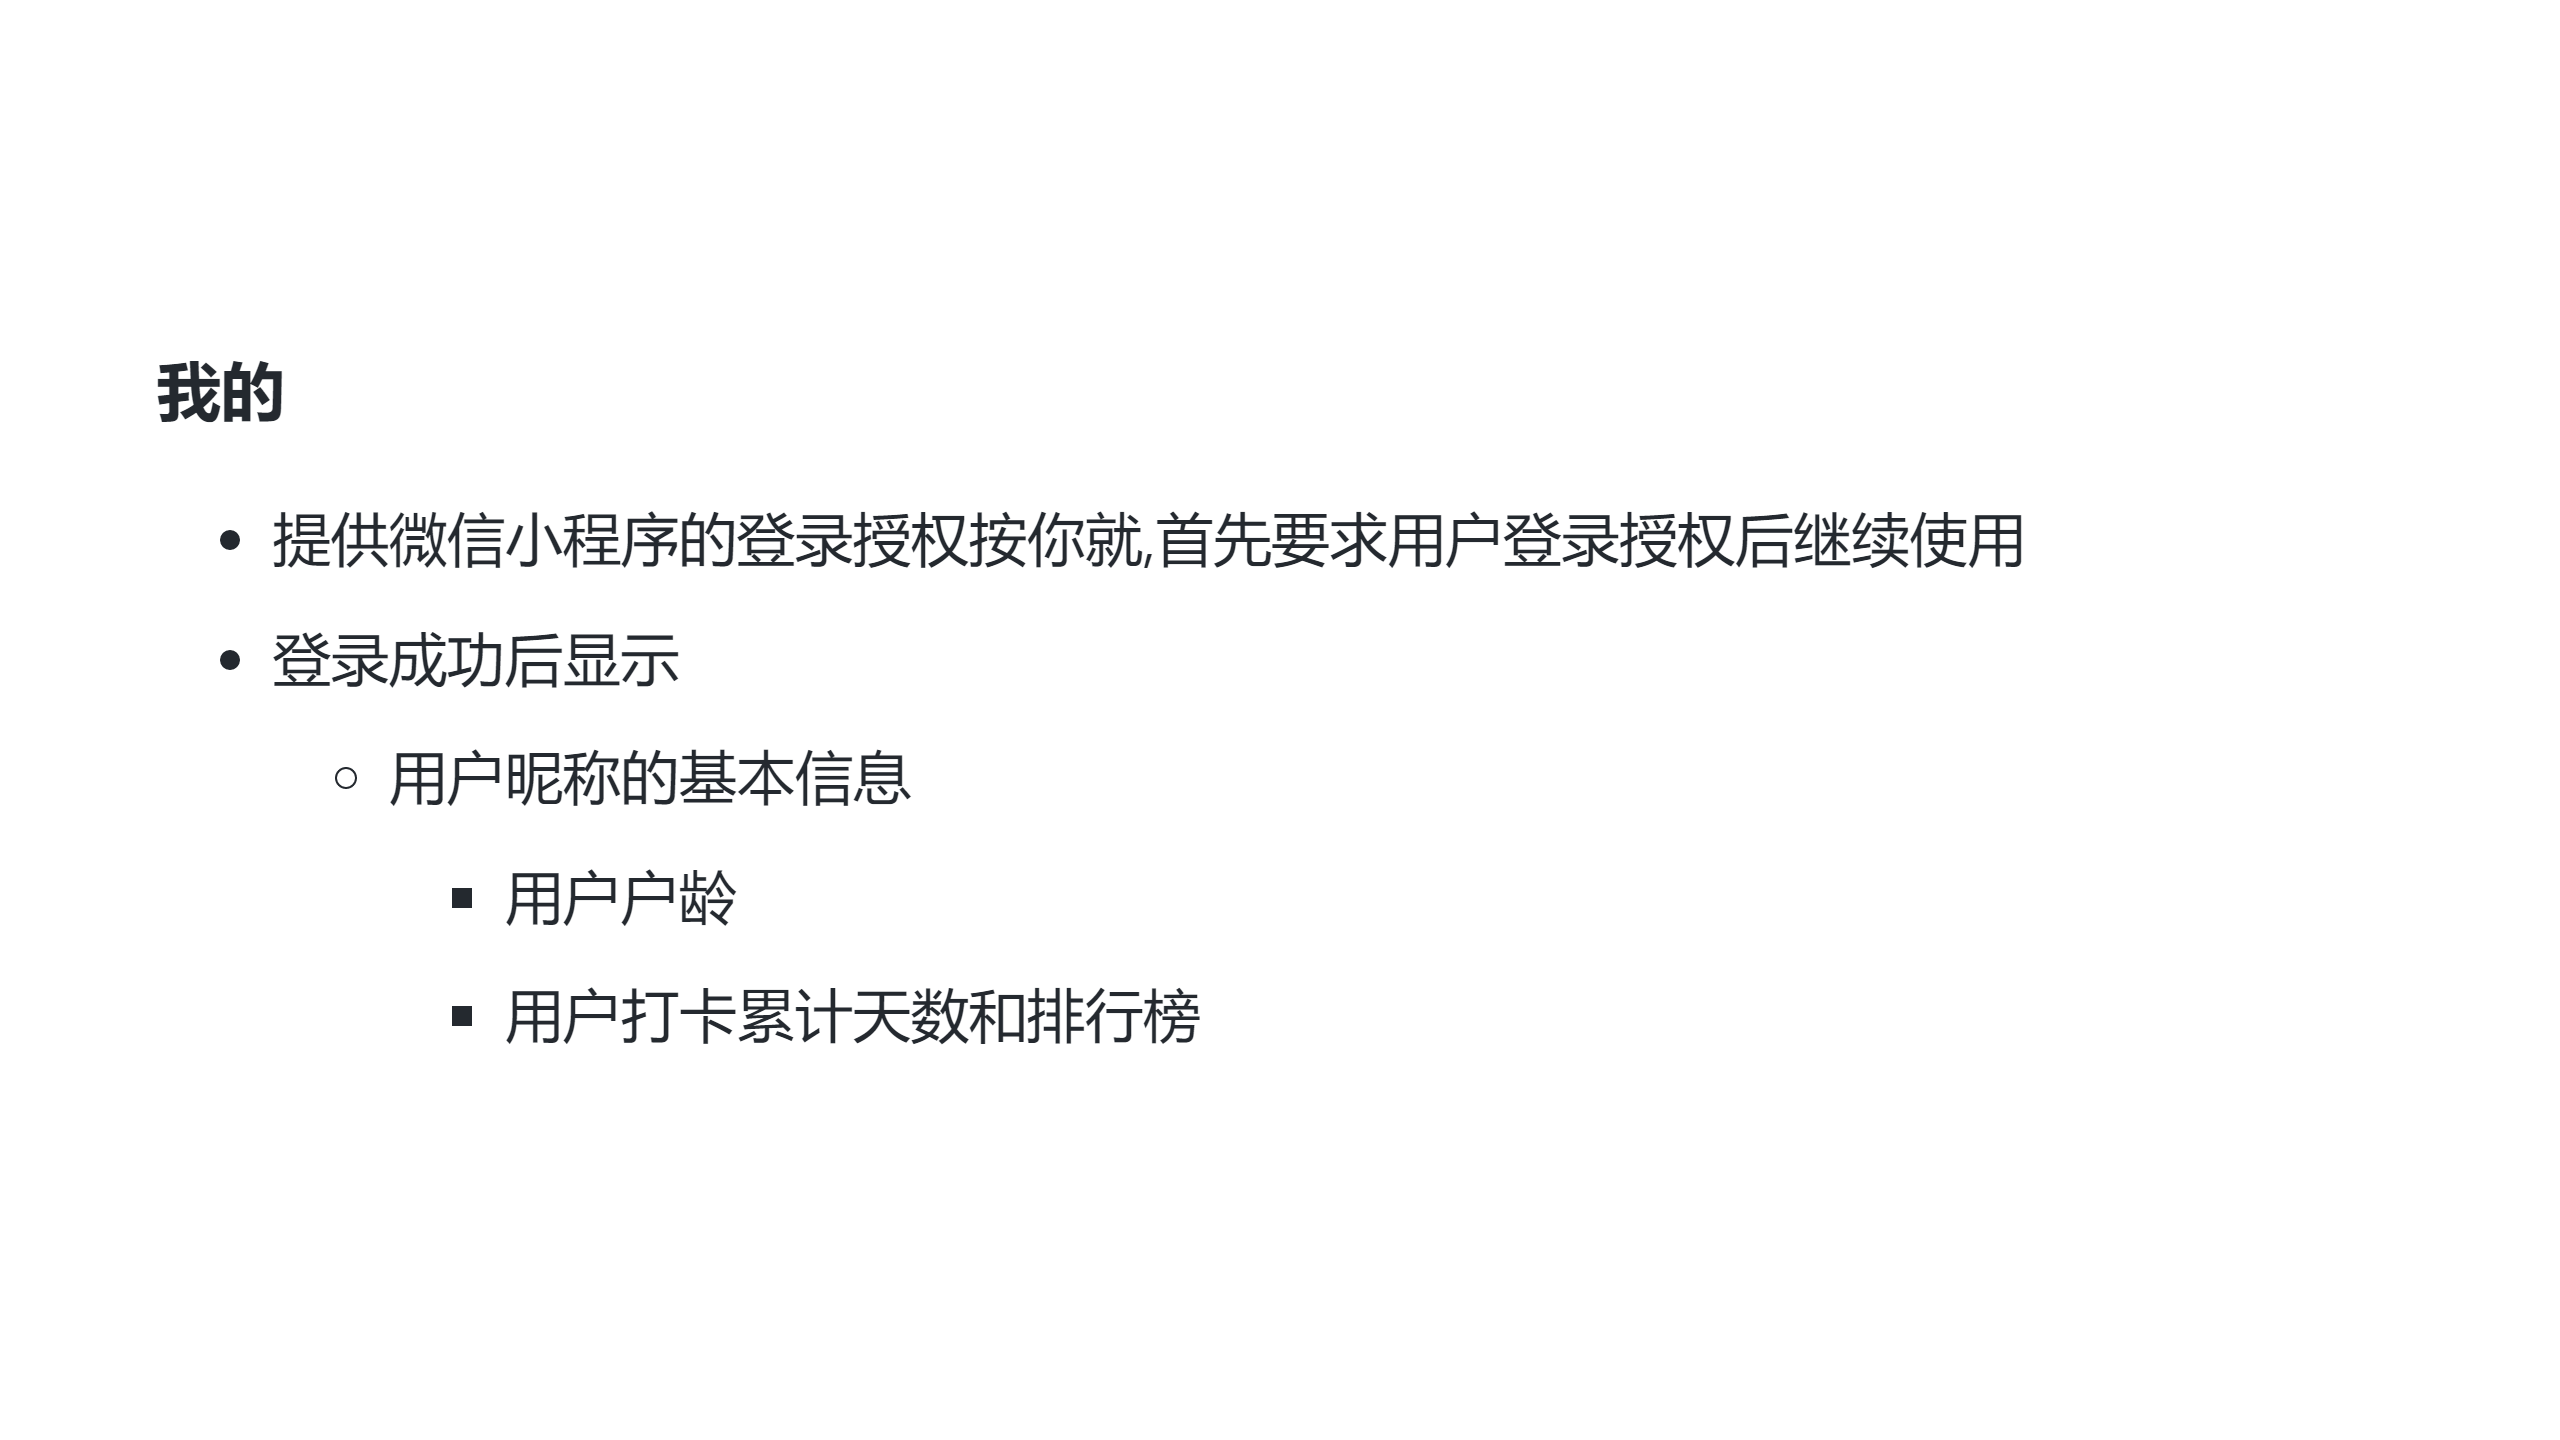 我的
提供微信小程序的登录授权按你就,首先要求用户登录授权后继续使用
登录成功后显示
用户昵称的基本信息
用户户龄
用户打卡累计天数和排行榜